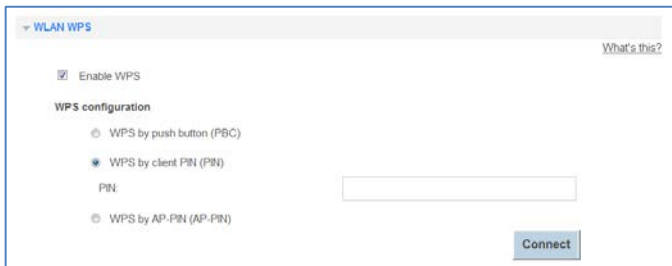 WLAN WPS
What's this?
Enable WPS
WPS configuration
WPS by push button (PBC)
WPS by client PIN (PIN)
PIN:
WPS by AP-PIN (AP-PIN)
Connect